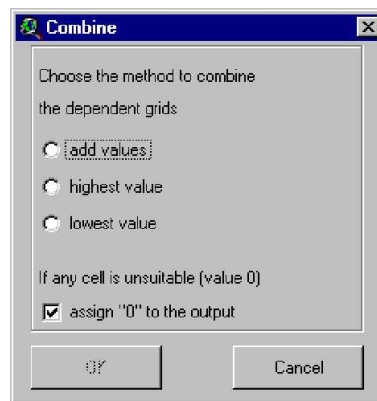 Combine
Choose the method to combine
the dependent grids
add values
highest value
lowest value
If any cell is unsuitable (value 0)
assign "0" to the output
OK Cancel